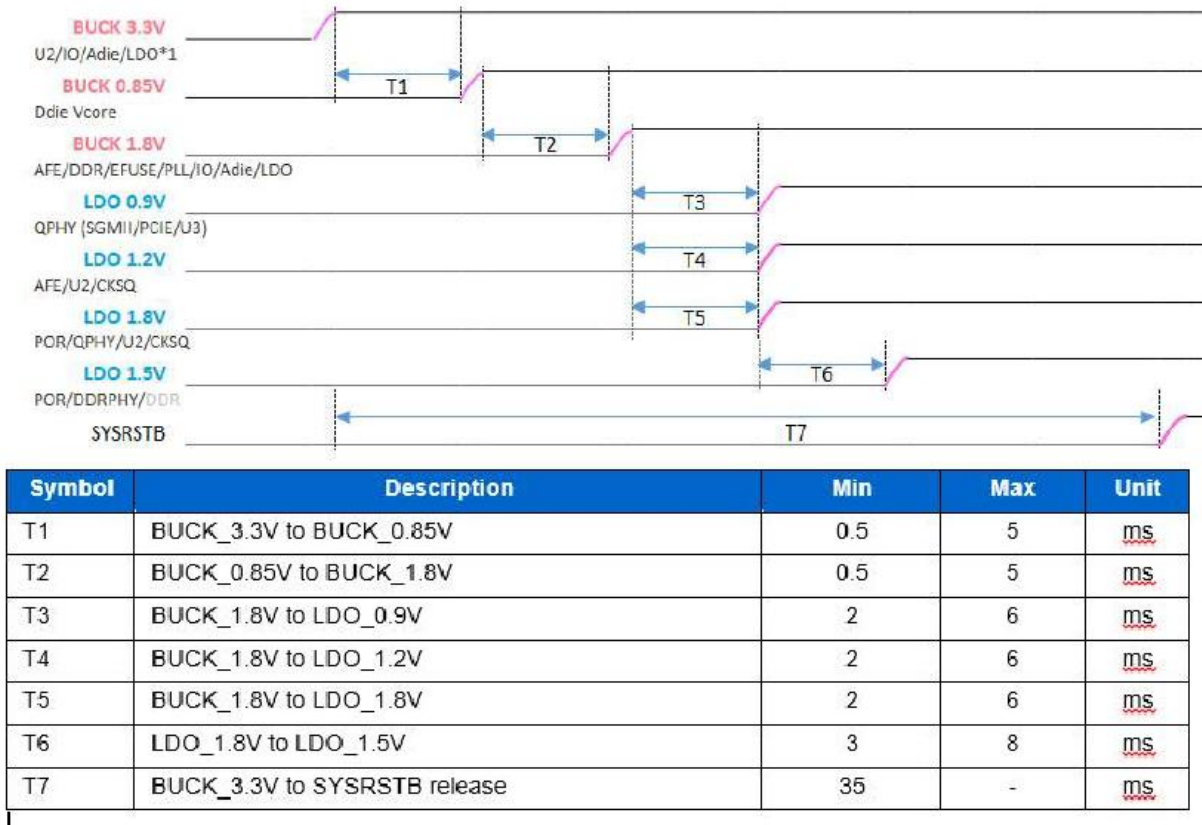 BUCK 3.3V
U2/IO/Adie/LDO*1
T1
BUCK 0.85V
Ddie Vcore
T2
BUCK 1.8V
AFE/DDR/EFUSE/PLL/IO/Adie/LDO
LDO 0.9V
T3
QPHY (SGMII/PCIE/U3)
LDO 1.2V
T4
AFE/U2/CKSQ
LDO 1.8V
T5
POR/QPHY/U2/CKSQ
LDO 1.5V
T6
POR/DDRPHY/DDR
SYSRSTB
T7
Symbol Description Min Max Unit
T1 BUCK_3.3V to BUCK_0.85V 0.5 5 ms
T2 BUCK_0.85V to BUCK_1.8V 0.5 5 ms
T3 BUCK_1.8V to LDO_0.9V 2 6 ms
T4 BUCK_1.8V to LDO_1.2V 2 6 ms
T5 BUCK_1.8V to LDO_1.8V 2 6 ms
T6 LDO_1.8V to LDO_1.5V 3 8 ms
T7 BUCK_3.3V to SYSRSTB release 35 - ms